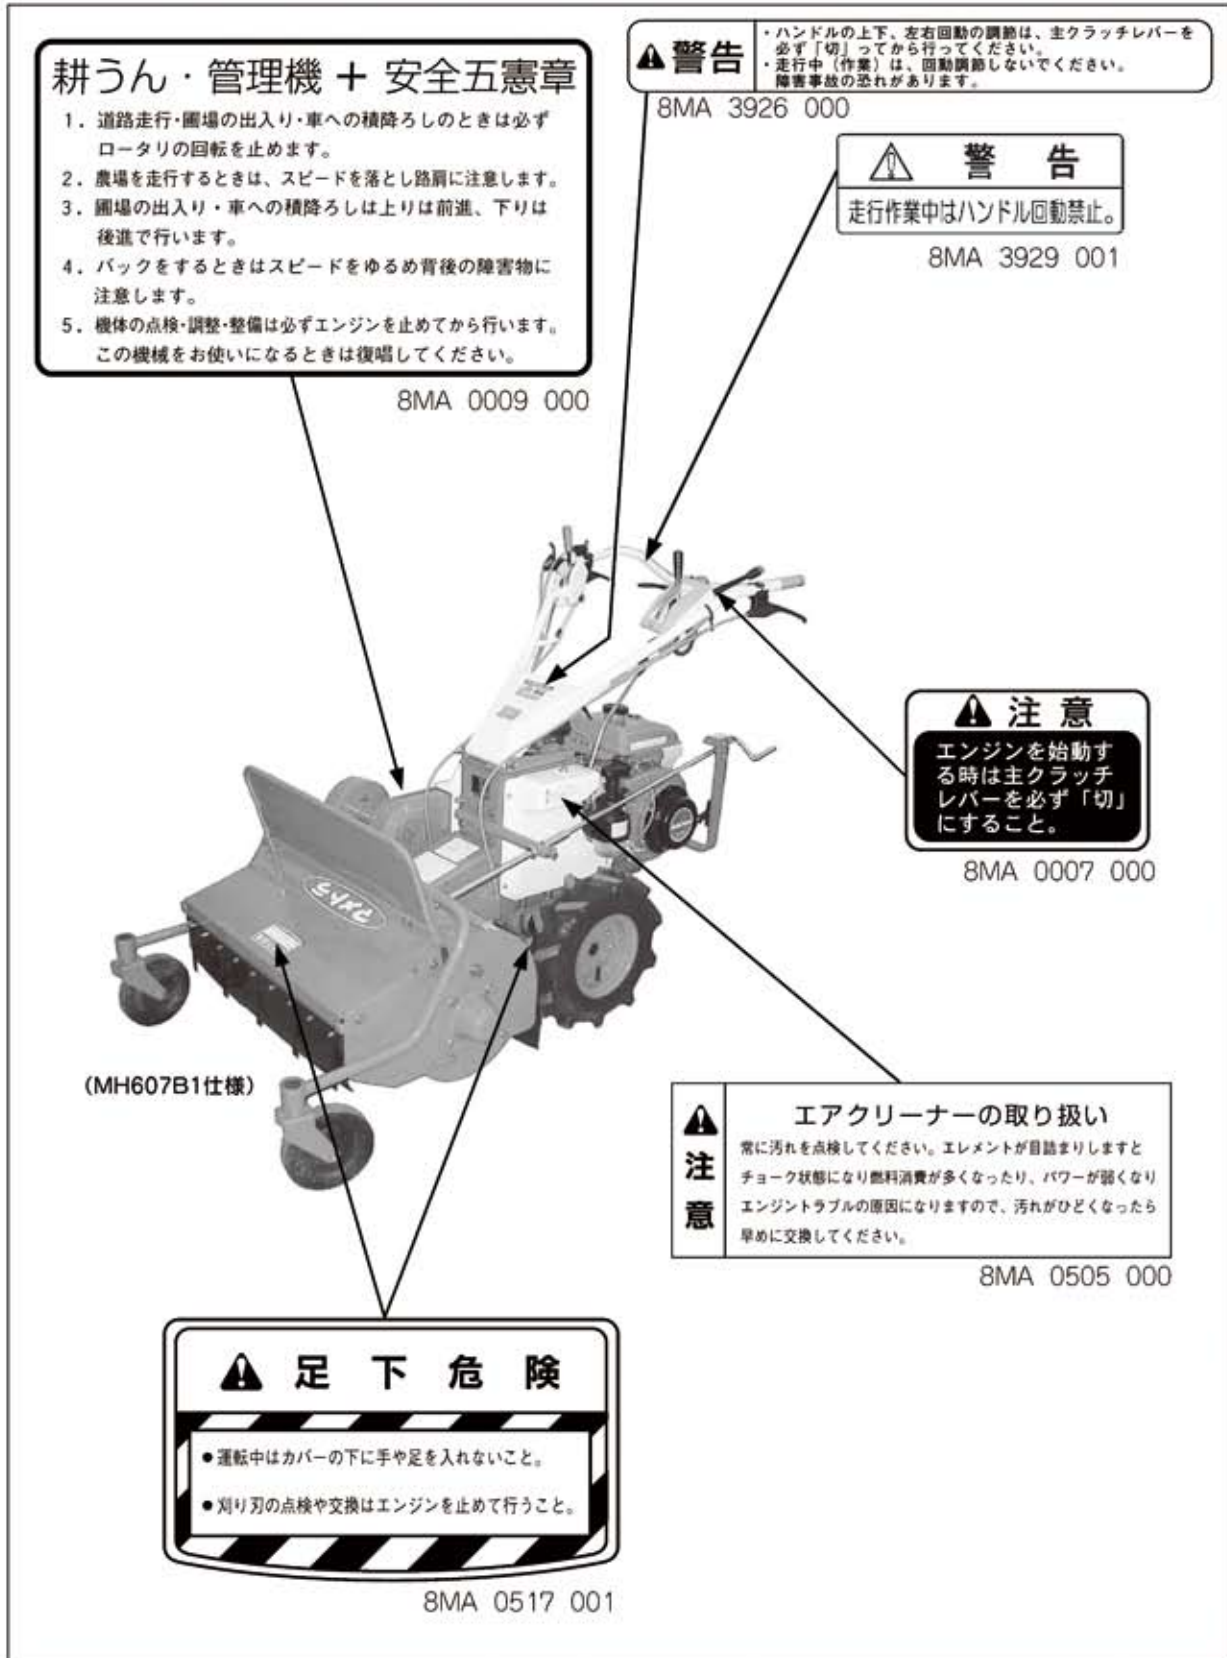 耕うん・管理機 + 安全五憲章
1. 道路走行・圃場の出入り・車への積降ろしのときは必ず
ロータリの回転を止めます。
2. 農場を走行するときは、スピードを落とし路肩に注意します。
3. 圃場の出入り・車への積降ろしは上りは前進、下りは
後進で行います。
4. バックをするときはスピードをゆるめ背後の障害物に
注意します。
5. 機体の点検・調整・整備は必ずエンジンを止めてから行います。
この機械をお使いになるときは復唱してください。
8MA 0009 000
警告
・ハンドルの上下、左右回動の調節は、主クラッチレバーを
必ず「切」ってから行ってください。
・走行中(作業)は、回動調節しないでください。
障害事故の恐れがあります。
8MA 3926 000
警告
走行作業中はハンドル回動禁止。
8MA 3929 001
注意
エンジンを始動す
る時は主クラッチ
レバーを必ず「切」
にすること。
8MA 0007 000
(MH607B1仕様)
注意
エアクリーナーの取り扱い
常に汚れを点検してください。エレメントが目詰まりしますと
チョーク状態になり燃料消費が多くなったり、パワーが弱くなり
エンジントラブルの原因になりますので、汚れがひどくなったら
早めに交換してください。
8MA 0505 000
足下危険
●運転中はカバーの下に手や足を入れないこと。
●刈り刃の点検や交換はエンジンを止めて行うこと。
8MA 0517 001